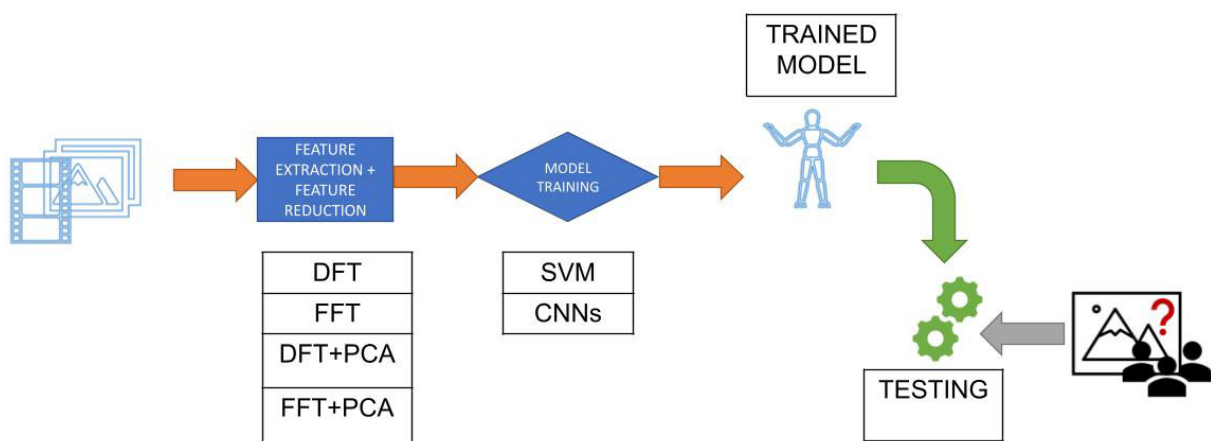 TRAINED
MODEL
FEATURE
EXTRACTION +
FEATURE
REDUCTION
MODEL
TRAINING
DFT
FFT
DFT+PCA
FFT+PCA
SVM
CNNs
?
TESTING